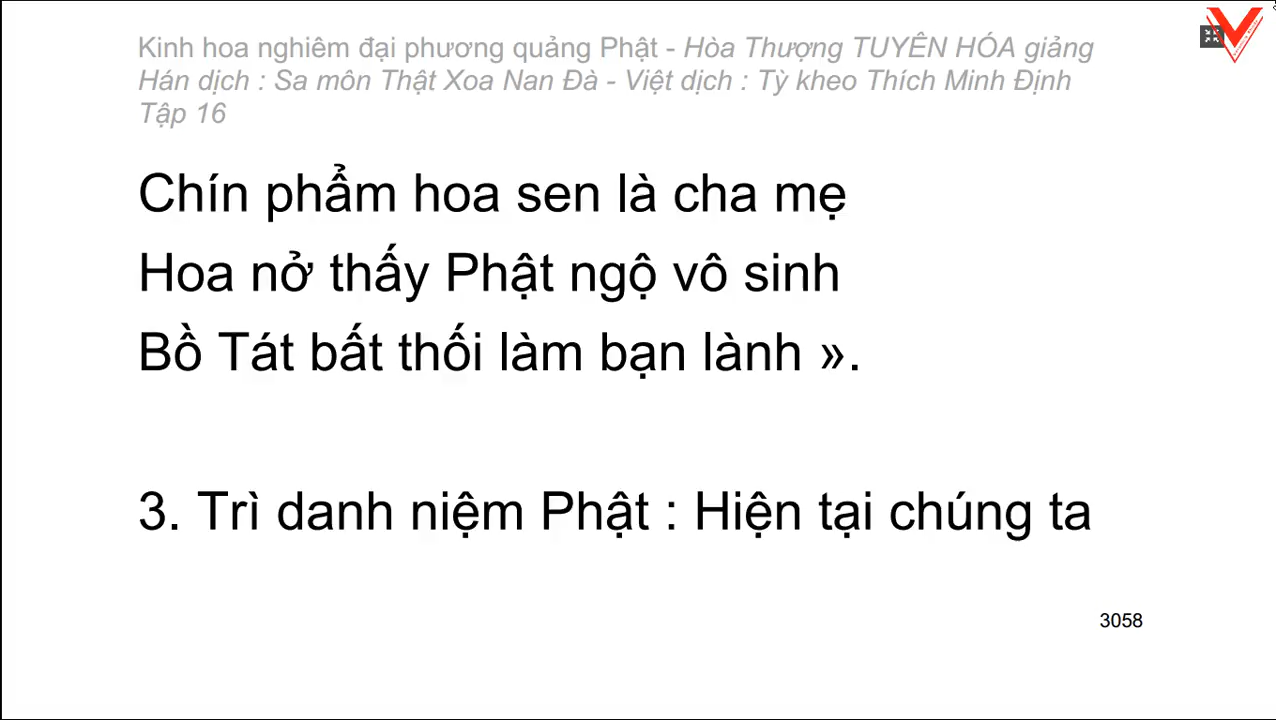 Kinh hoa nghiêm đại phương quảng Phật - Hòa Thượng TUYÊN HÓA giảng
Hán dịch : Sa môn Thật Xoa Nan Đà - Việt dịch : Tỳ kheo Thích Minh Định
Tập 16
Chín phẩm hoa sen là cha mẹ
Hoa nở thấy Phật ngộ vô sinh
Bồ Tát bất thối làm bạn lành ».
3. Trì danh niệm Phật : Hiện tại chúng ta
3058